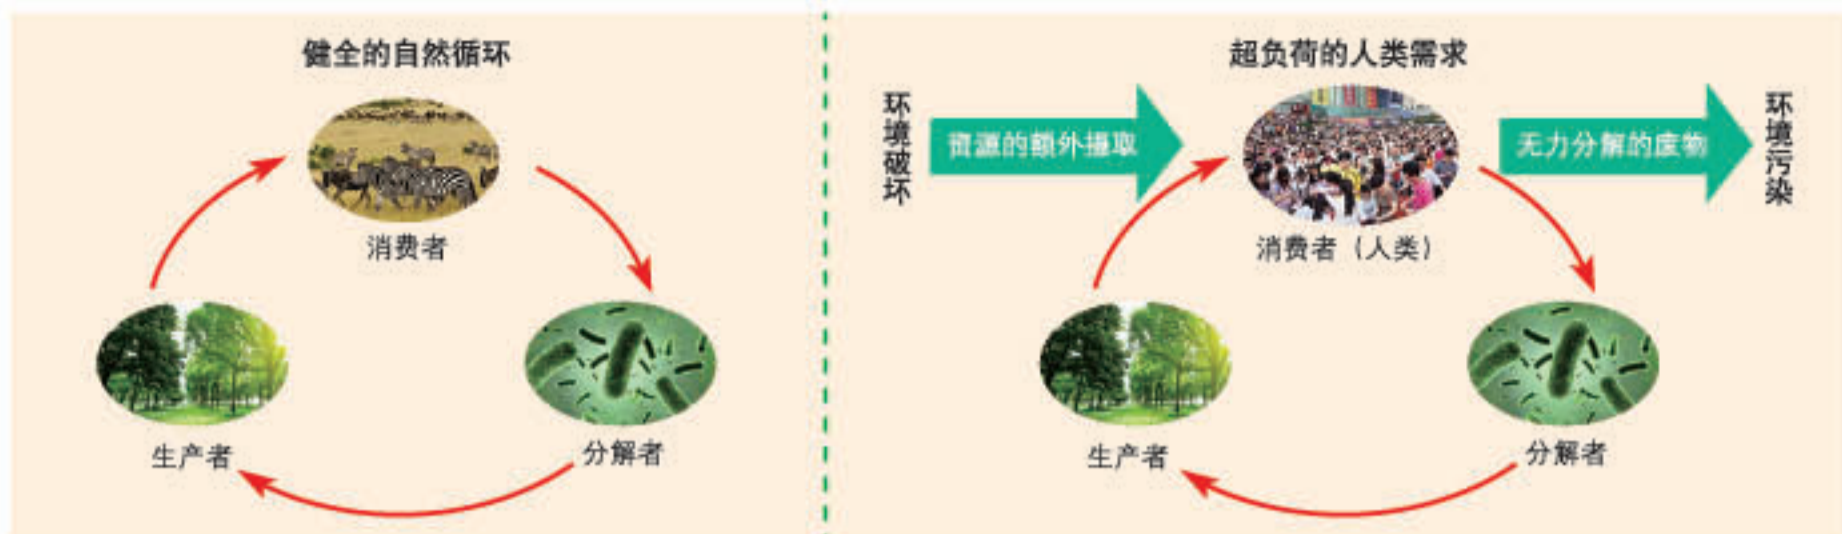 健全的自然循环
消费者
生产者
分解者
超负荷的人类需求
环境破坏
资源的额外摄取
无力分解的废物
环境污染
消费者（人类）
生产者
分解者